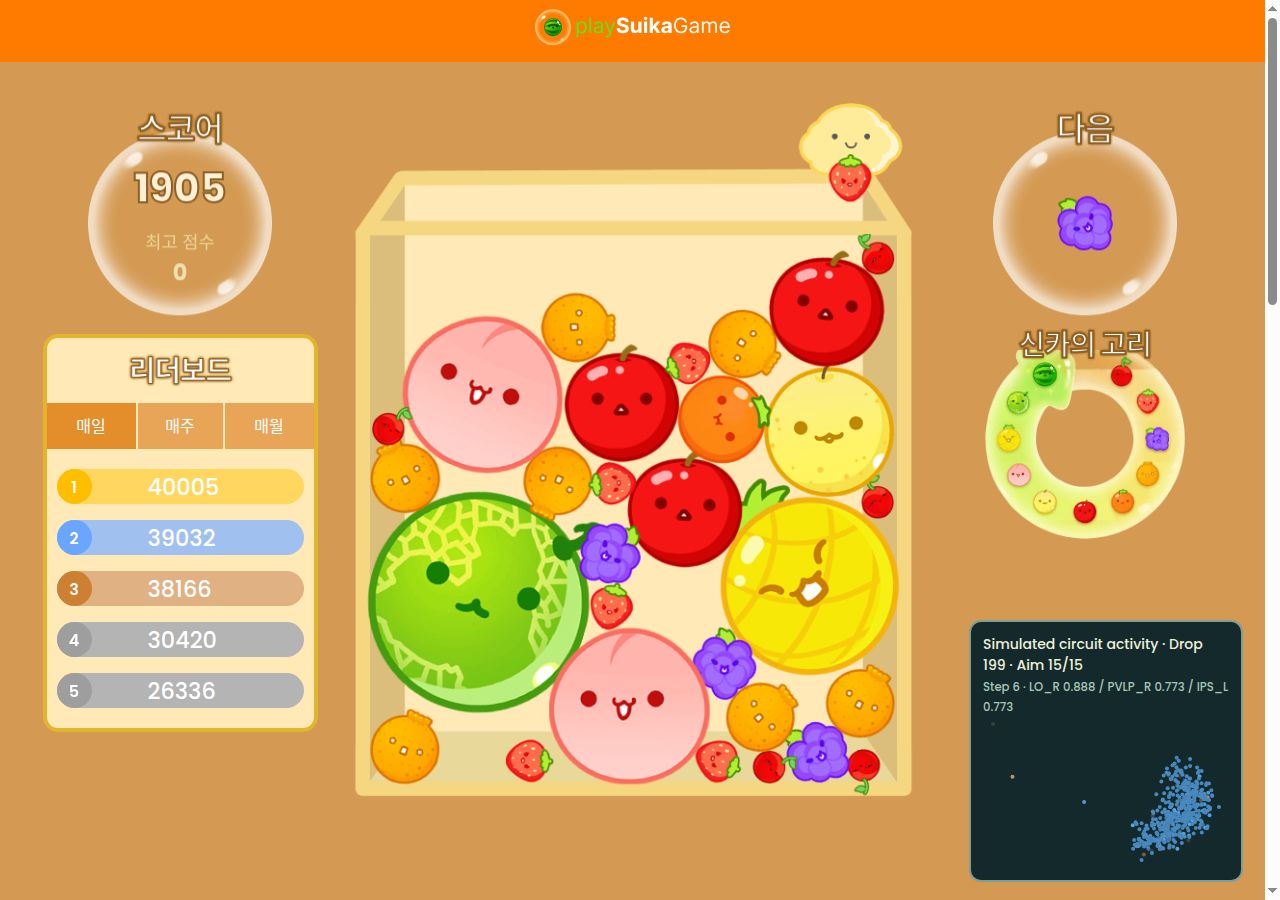 playSuikaGame
스코어
1905
최고 점수
0
리더보드
매일 매주 매월
1 40005
2 39032
3 38166
4 30420
5 26336
다음
신카의 고리
Simulated circuit activity · Drop
199 · Aim 15/15
Step 6 · LO_R 0.888 / PVLP_R 0.773 / IPS_L
0.773